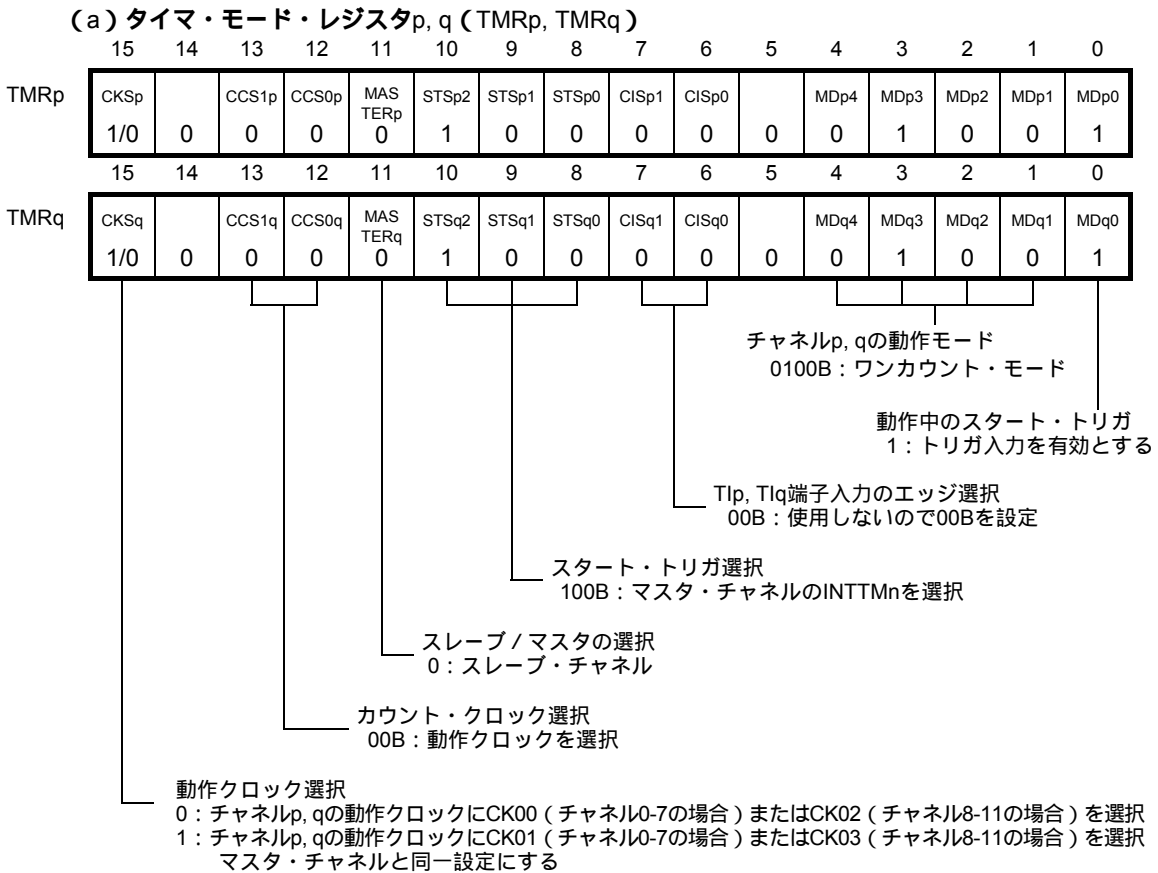 （a）タイマ・モード・レジスタp, q（TMRp, TMRq）
15 14 13 12 11 10 9 8 7 6 5 4 3 2 1 0
TMRp CKSp CCS1p CCS0p MAS TERp STSp2 STSp1 STSp0 CISp1 CISp0 MDp4 MDp3 MDp2 MDp1 MDp0
1/0 0 0 0 0 1 0 0 0 0 0 0 1 0 0 1
15 14 13 12 11 10 9 8 7 6 5 4 3 2 1 0
TMRq CKSq CCS1q CCS0q MAS TERq STSq2 STSq1 STSq0 CISq1 CISq0 MDq4 MDq3 MDq2 MDq1 MDq0
1/0 0 0 0 0 1 0 0 0 0 0 0 1 0 0 1
チャネルp, qの動作モード
0100B：ワンカウント・モード
動作中のスタート・トリガ
1：トリガ入力を有効とする
TIp, TIq端子入力のエッジ選択
00B：使用しないので00Bを設定
スタート・トリガ選択
100B：マスタ・チャネルのINTTMnを選択
スレーブ／マスタの選択
0：スレーブ・チャネル
カウント・クロック選択
00B：動作クロックを選択
動作クロック選択
0：チャネルp, qの動作クロックにCK00（チャネル0-7の場合）またはCK02（チャネル8-11の場合）を選択
1：チャネルp, qの動作クロックにCK01（チャネル0-7の場合）またはCK03（チャネル8-11の場合）を選択
マスタ・チャネルと同一設定にする